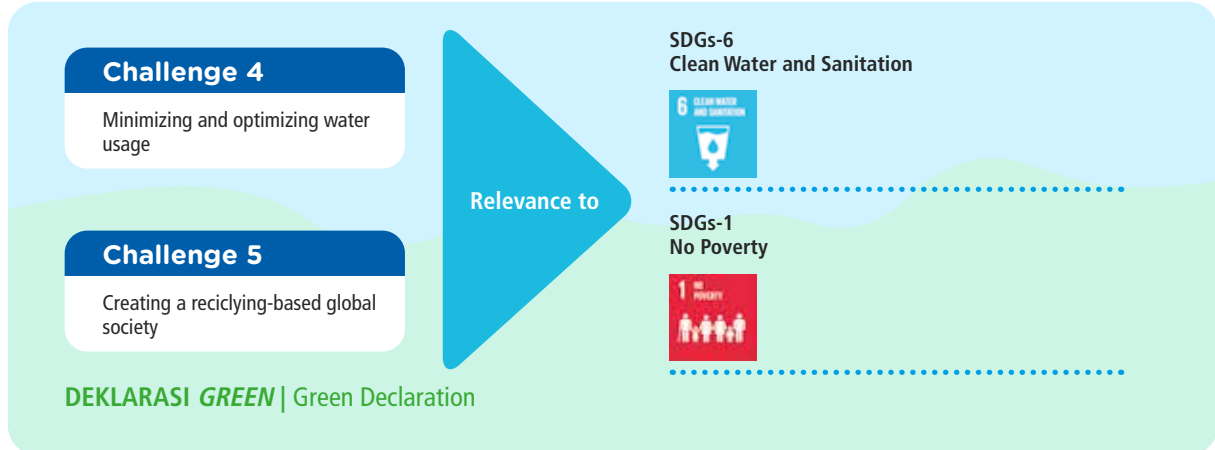 Challenge 4
Minimizing and optimizing water
usage
Challenge 5
Creating a reciclying-based global
society
Relevance to
SDGs-6
Clean Water and Sanitation
6 CLEAN WATER
AND SANITATION
SDGs-1
No Poverty
1 NO
POVERTY
DEKLARASI GREEN | Green Declaration